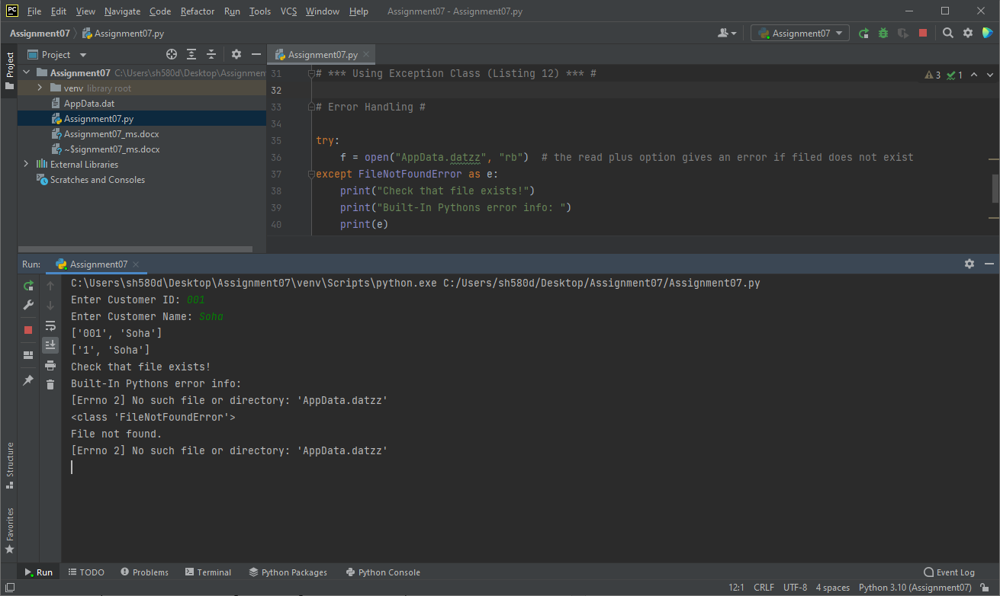 PC File Edit View Navigate Code Refactor Run Tools VCS Window Help Assignment07 - Assignment07.py
Assignment07 Assignment07.py Assignment07
Project
Project
Assignment07 C:\Users\sh580d\Desktop\Assignmen
venv library root
AppData.dat
Assignment07.py
Assignment07_ms.docx
~$signment07_ms.docx
External Libraries
Scratches and Consoles
Assignment07.py
31 # *** Using Exception Class (Listing 12) *** #
3 1
32
33 # Error Handling #
34
35 try:
36 f = open("AppData.datzz", "rb") # the read plus option gives an error if filed does not exist
37 except FileNotFoundError as e:
38 print("Check that file exists!")
39 print("Built-In Pythons error info: ")
40 print(e)
Run: Assignment07
C:\Users\sh580d\Desktop\Assignment07\venv\Scripts\python.exe C:/Users/sh580d/Desktop/Assignment07/Assignment07.py
Enter Customer ID: 001
Enter Customer Name: Soha
['001', 'Soha']
['1', 'Soha']
Check that file exists!
Built-In Pythons error info:
[Errno 2] No such file or directory: 'AppData.datzz'
<class 'FileNotFoundError'>
File not found.
[Errno 2] No such file or directory: 'AppData.datzz'
Structure
Favorites
Run TODO Problems Terminal Python Packages Python Console Event Log
12:1 CRLF UTF-8 4 spaces Python 3.10 (Assignment07)